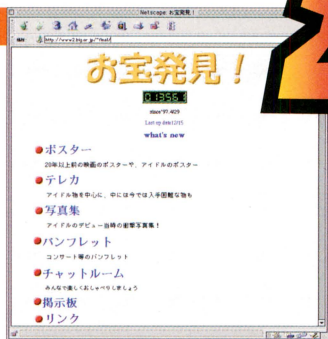 Netscape: お宝発見!
お宝発見!
013561
since'97.4/29
Last up date12/15
what's new
ポスター
20年以上前の映画のポスターや、アイドルのポスター
テレカ
アイドル物を中心に、中には今では入手困難な物も
写真集
アイドルのデビュー当時の衝撃写真集!
パンフレット
コンサート等のパンフレット
チャットルーム
みんなで楽しくおしゃべりしましょう
掲示板
リンク